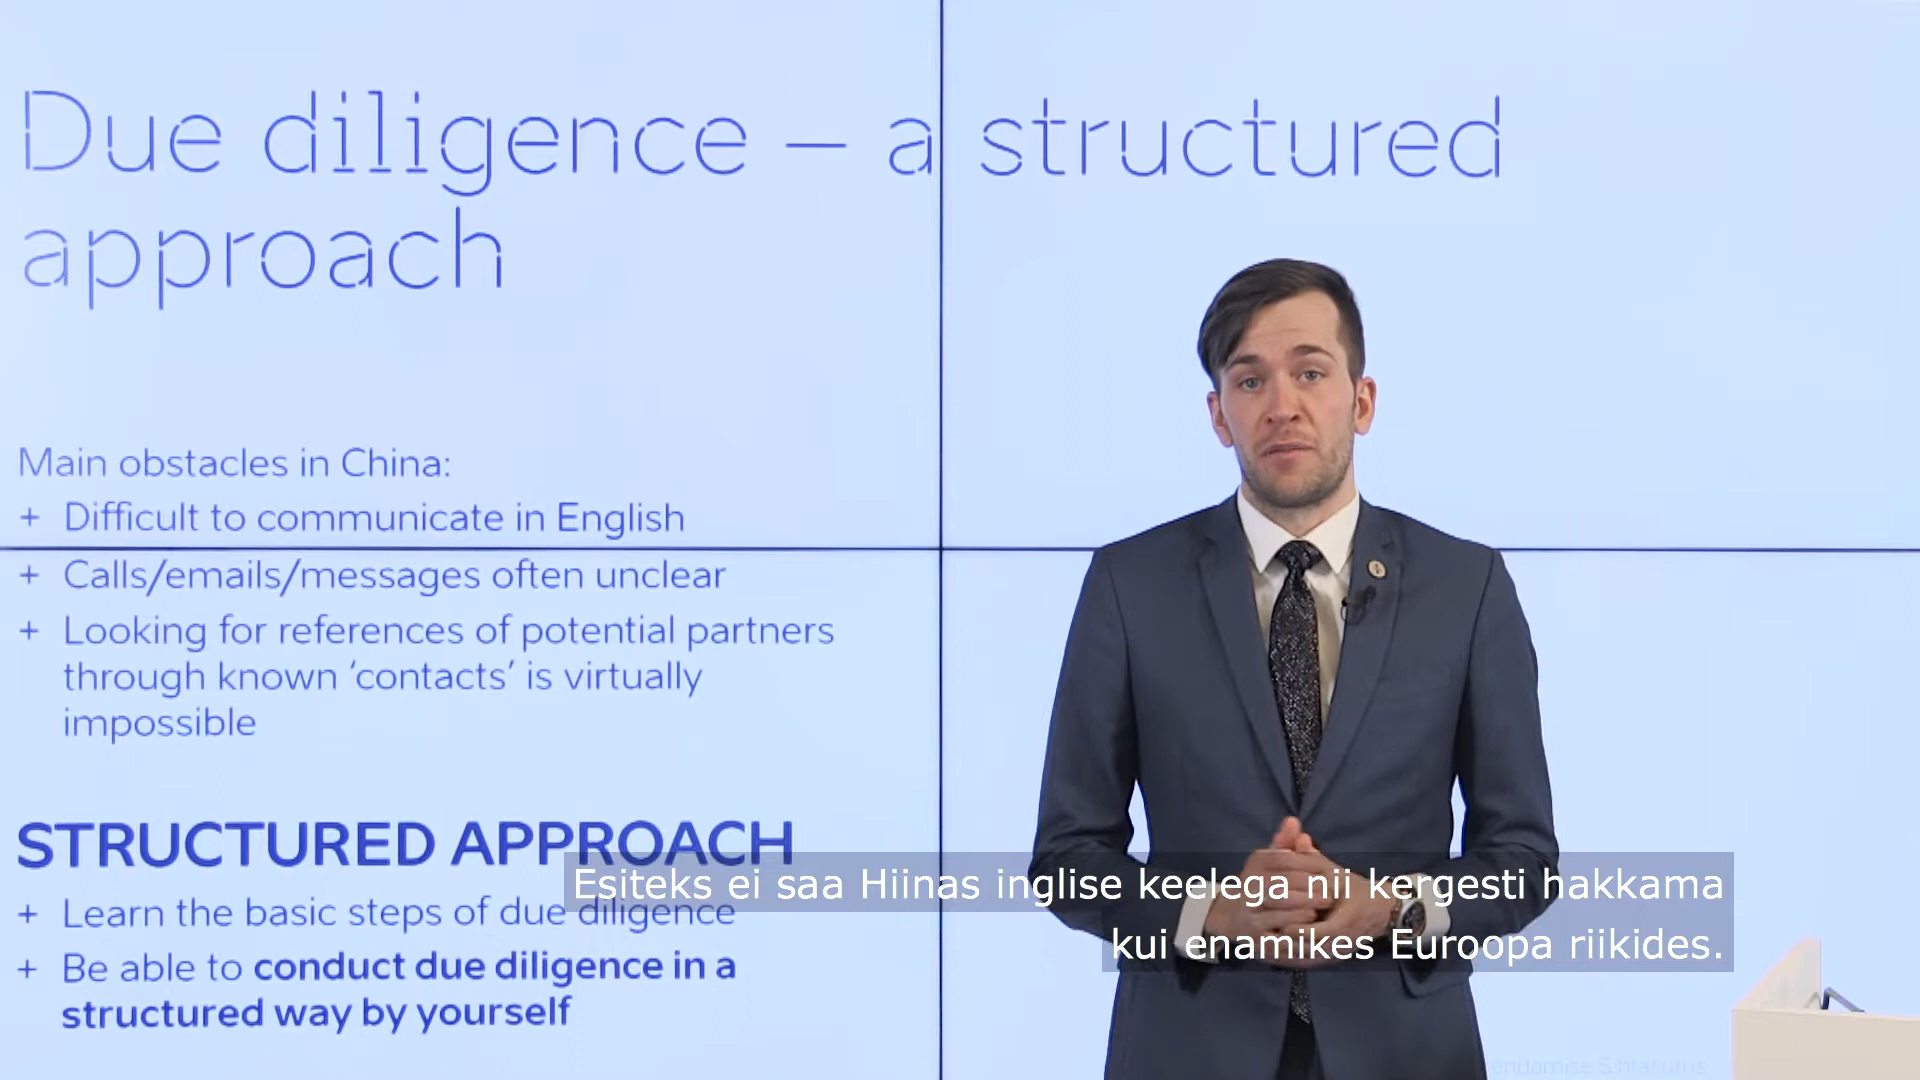 Due diligence – a structured
approach
Main obstacles in China:
+ Difficult to communicate in English
+ Calls/emails/messages often unclear
+ Looking for references of potential partners
through known ‘contacts’ is virtually
impossible
STRUCTURED APPROACH
+ Learn the basic steps of due diligence
+ Be able to conduct due diligence in a
structured way by yourself
Esiteks ei saa Hiinas inglise keelega nii kergesti hakkama
kui enamikes Euroopa riikides.